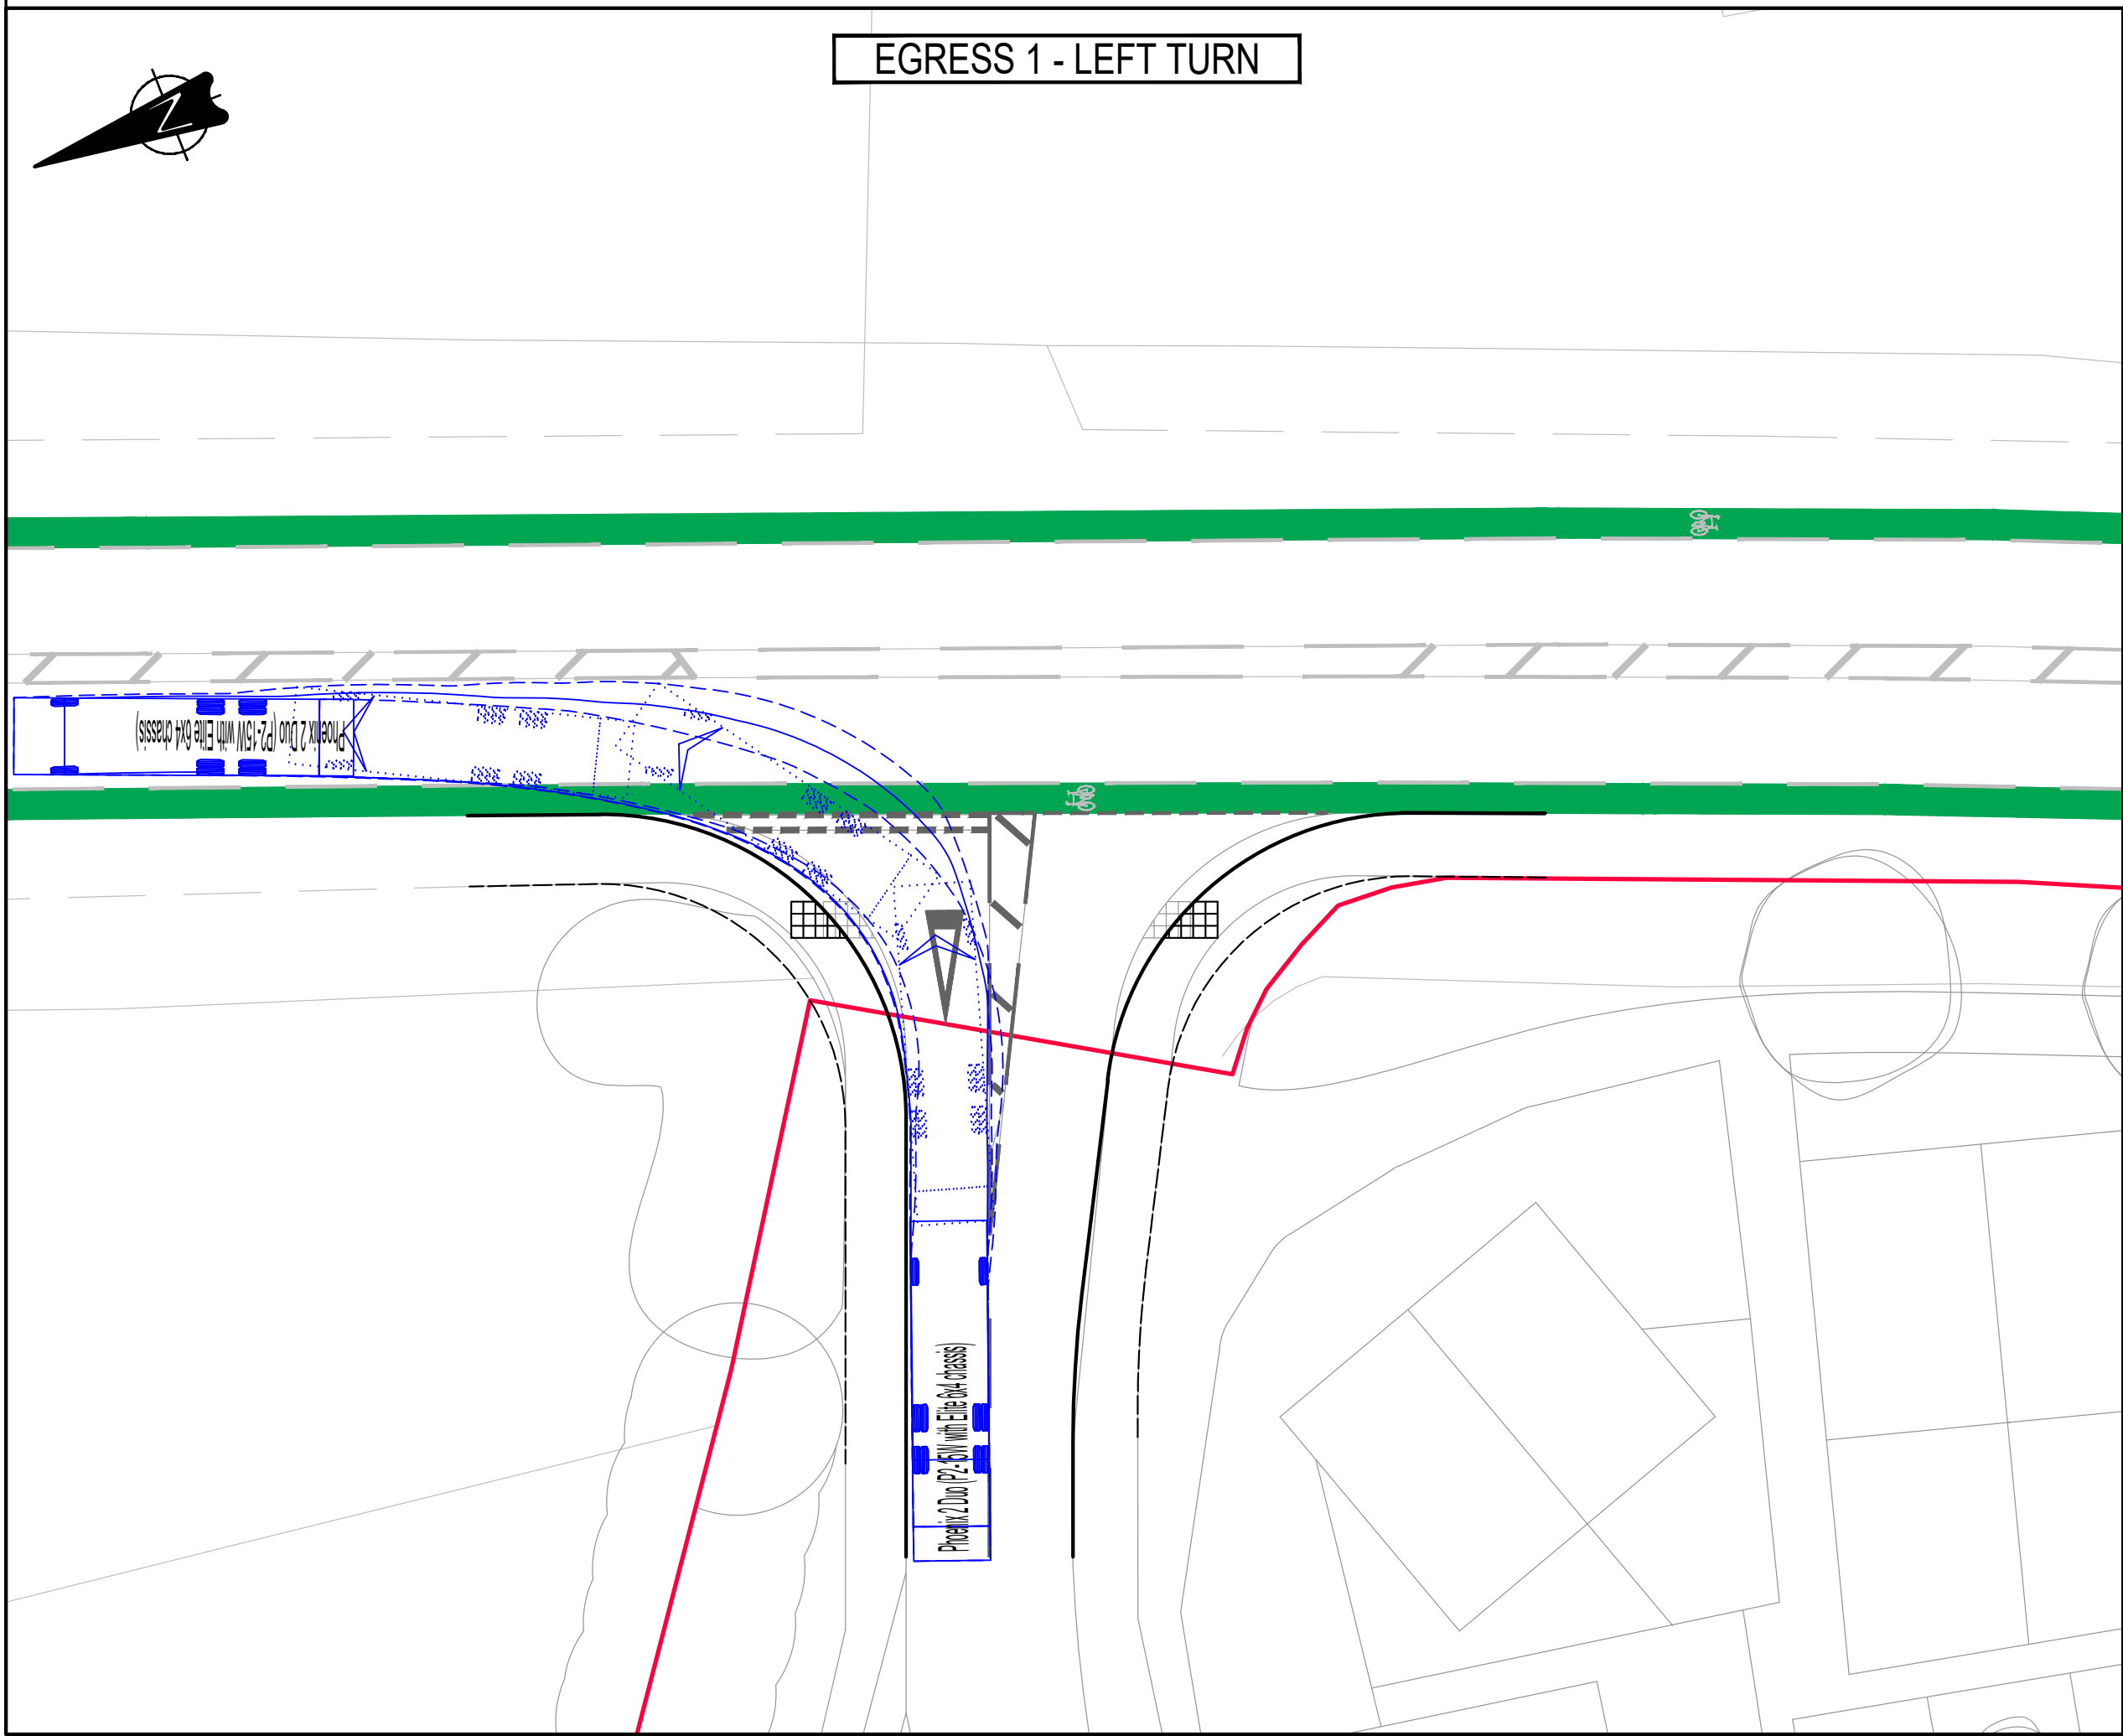 EGRESS 1 - LEFT TURN
N
Phoenix 2 Duo (P2-15W with Elite 6x4 chassis)
Phoenix 2 Duo (P2-15W with Elite 6x4 chassis)